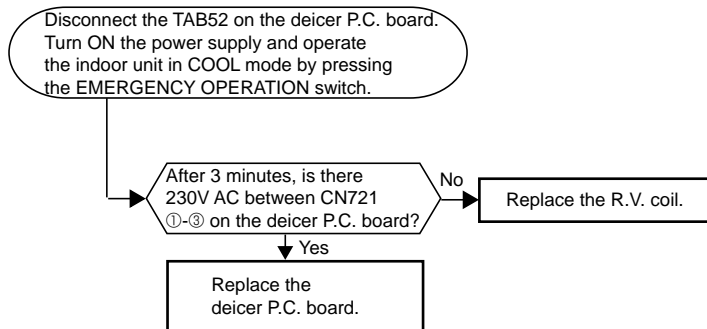 Disconnect the TAB52 on the deicer P.C. board.
Turn ON the power supply and operate
the indoor unit in COOL mode by pressing
the EMERGENCY OPERATION switch.
After 3 minutes, is there
230V AC between CN721
①-③ on the deicer P.C. board?
No
Replace the R.V. coil.
Yes
Replace the
deicer P.C. board.